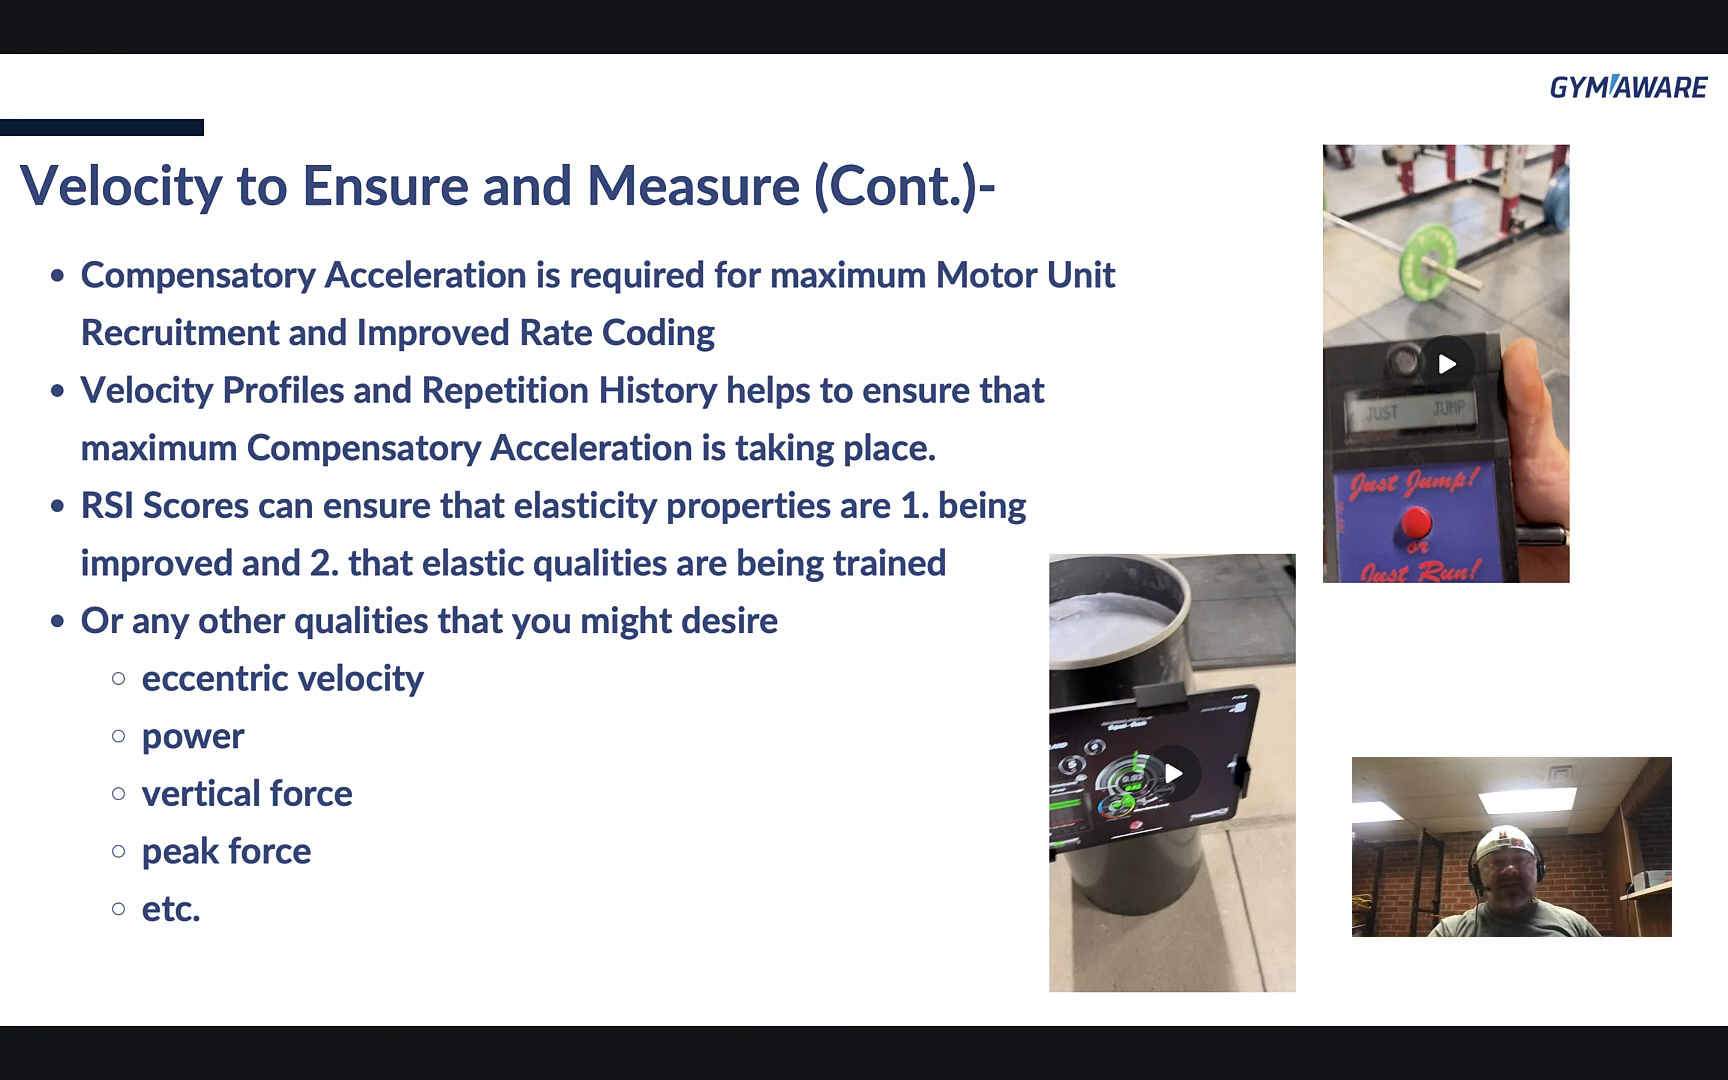 GYMAWARE
Velocity to Ensure and Measure (Cont.)-
• Compensatory Acceleration is required for maximum Motor Unit
Recruitment and Improved Rate Coding
• Velocity Profiles and Repetition History helps to ensure that
maximum Compensatory Acceleration is taking place.
• RSI Scores can ensure that elasticity properties are 1. being
improved and 2. that elastic qualities are being trained
• Or any other qualities that you might desire
○ eccentric velocity
○ power
○ vertical force
○ peak force
○ etc.
JUST JUMP
Just Jump!
or
Just Run!